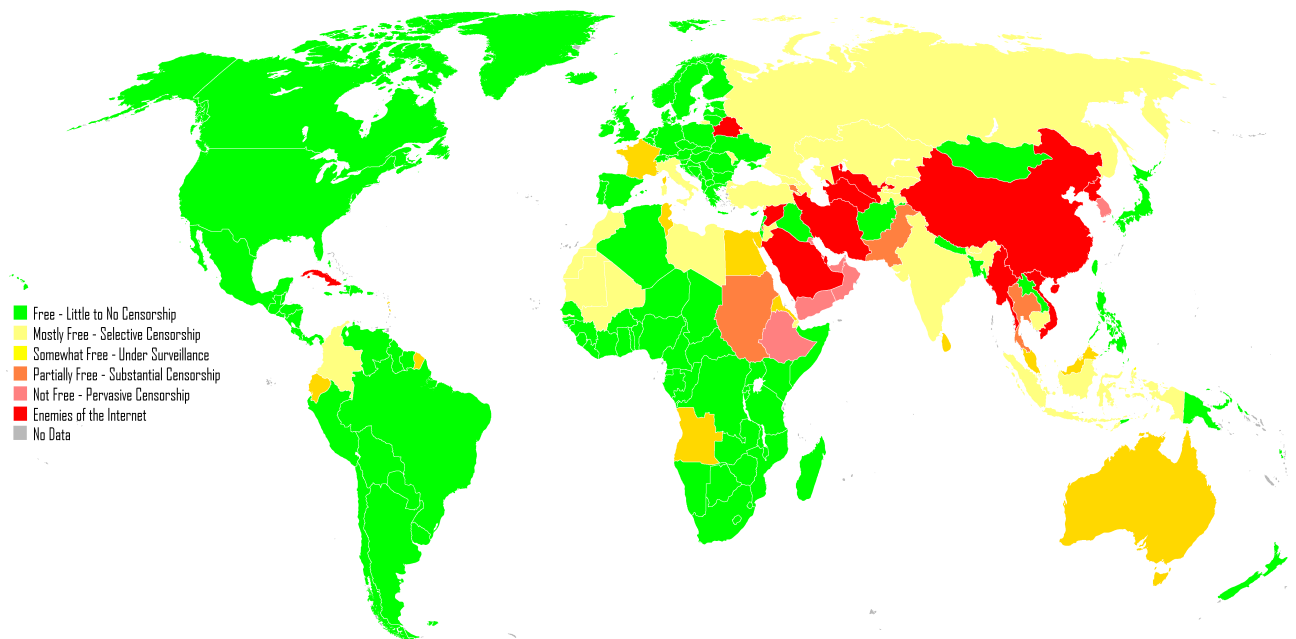 Free - Little to No Censorship
Mostly Free - Selective Censorship
Somewhat Free - Under Surveillance
Partially Free - Substantial Censorship
Not Free - Pervasive Censorship
Enemies of the Internet
No Data